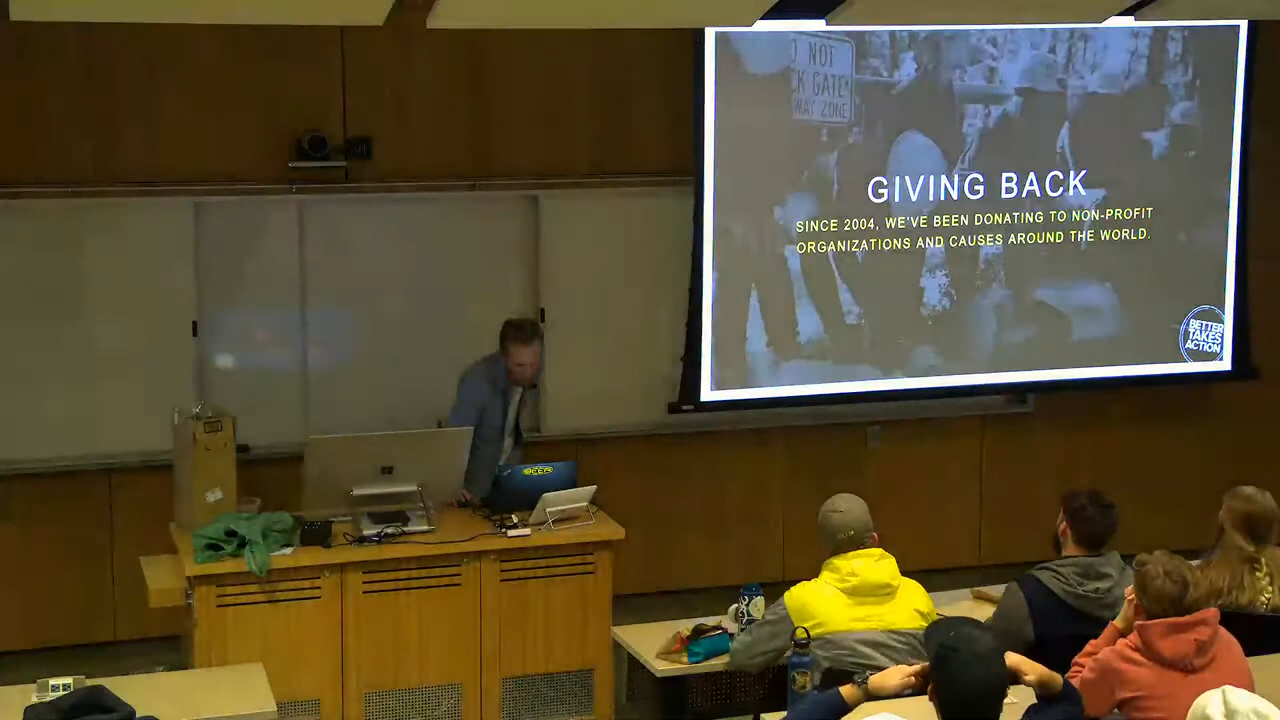 O NOT
CK GATE
WAY ZONE
GIVING BACK
SINCE 2004, WE'VE BEEN DONATING TO NON-PROFIT
ORGANIZATIONS AND CAUSES AROUND THE WORLD.
BETTER
TAKES
ACTION